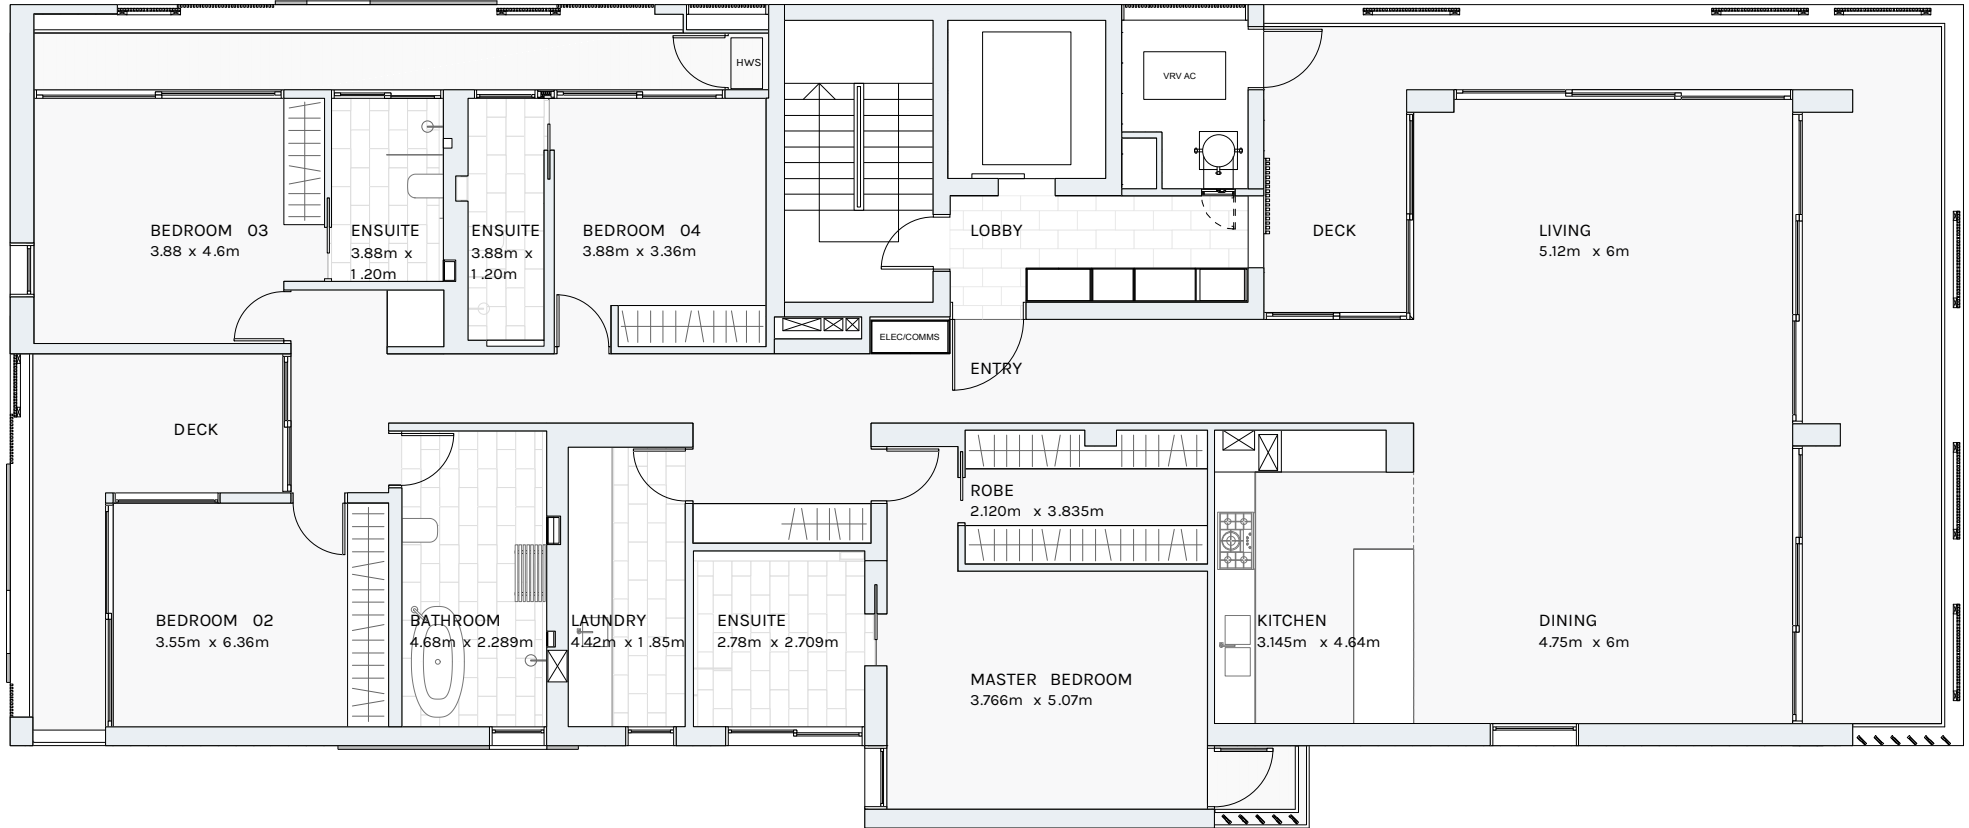 HWS
VRV AC
BEDROOM 03
3.88 x 4.6m
ENSUITE
3.88m x
1.20m
ENSUITE
3.88m x
1.20m
BEDROOM 04
3.88m x 3.36m
LOBBY
DECK
LIVING
5.12m x 6m
ELEC/COMMS
ENTRY
DECK
ROBE
2.120m x 3.835m
BEDROOM 02
3.55m x 6.36m
BATHROOM
4.68m x 2.289m
LAUNDRY
4.42m x 1.85m
ENSUITE
2.78m x 2.709m
KITCHEN
3.145m x 4.64m
DINING
4.75m x 6m
MASTER BEDROOM
3.766m x 5.07m